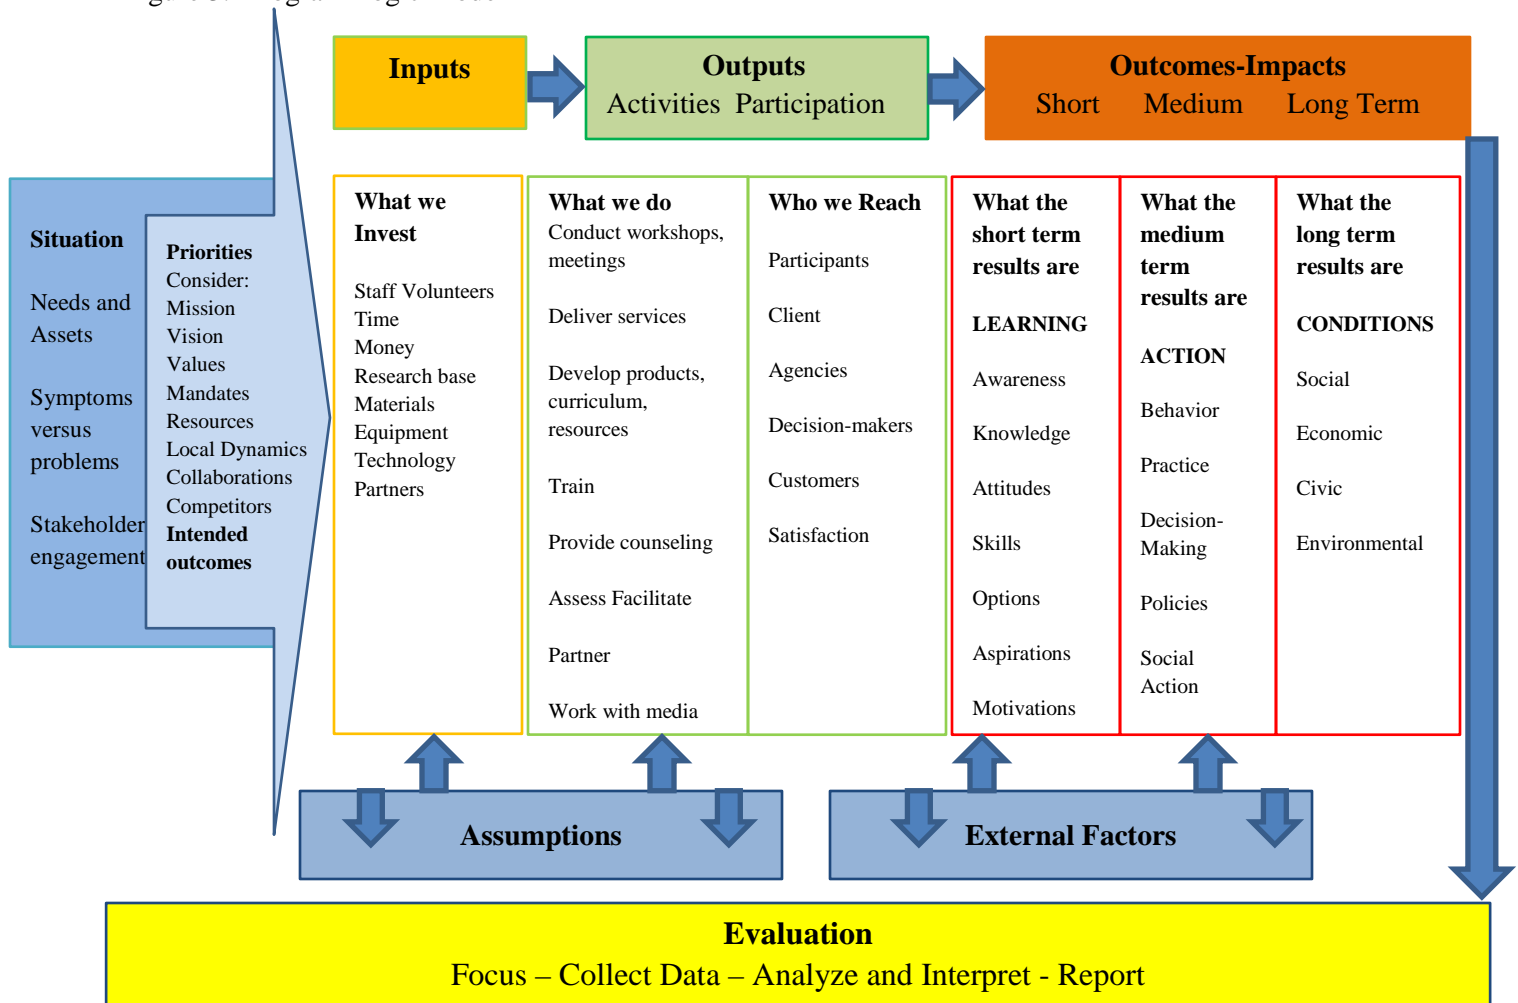 Inputs
Outputs
Activities Participation
Outcomes-Impacts
Short Medium Long Term
Situation
Needs and
Assets
Symptoms
versus
problems
Stakeholder
engagement
Priorities
Consider:
Mission
Vision
Values
Mandates
Resources
Local Dynamics
Collaborations
Competitors
Intended
outcomes
What we
Invest
Staff Volunteers
Time
Money
Research base
Materials
Equipment
Technology
Partners
What we do
Conduct workshops,
meetings
Deliver services
Develop products,
curriculum,
resources
Train
Provide counseling
Assess Facilitate
Partner
Work with media
Who we Reach
Participants
Client
Agencies
Decision-makers
Customers
Satisfaction
What the
short term
results are
LEARNING
Awareness
Knowledge
Attitudes
Skills
Options
Aspirations
Motivations
What the
medium
term
results are
ACTION
Behavior
Practice
Decision-
Making
Policies
Social
Action
What the
long term
results are
CONDITIONS
Social
Economic
Civic
Environmental
Assumptions
External Factors
Evaluation
Focus – Collect Data – Analyze and Interpret - Report